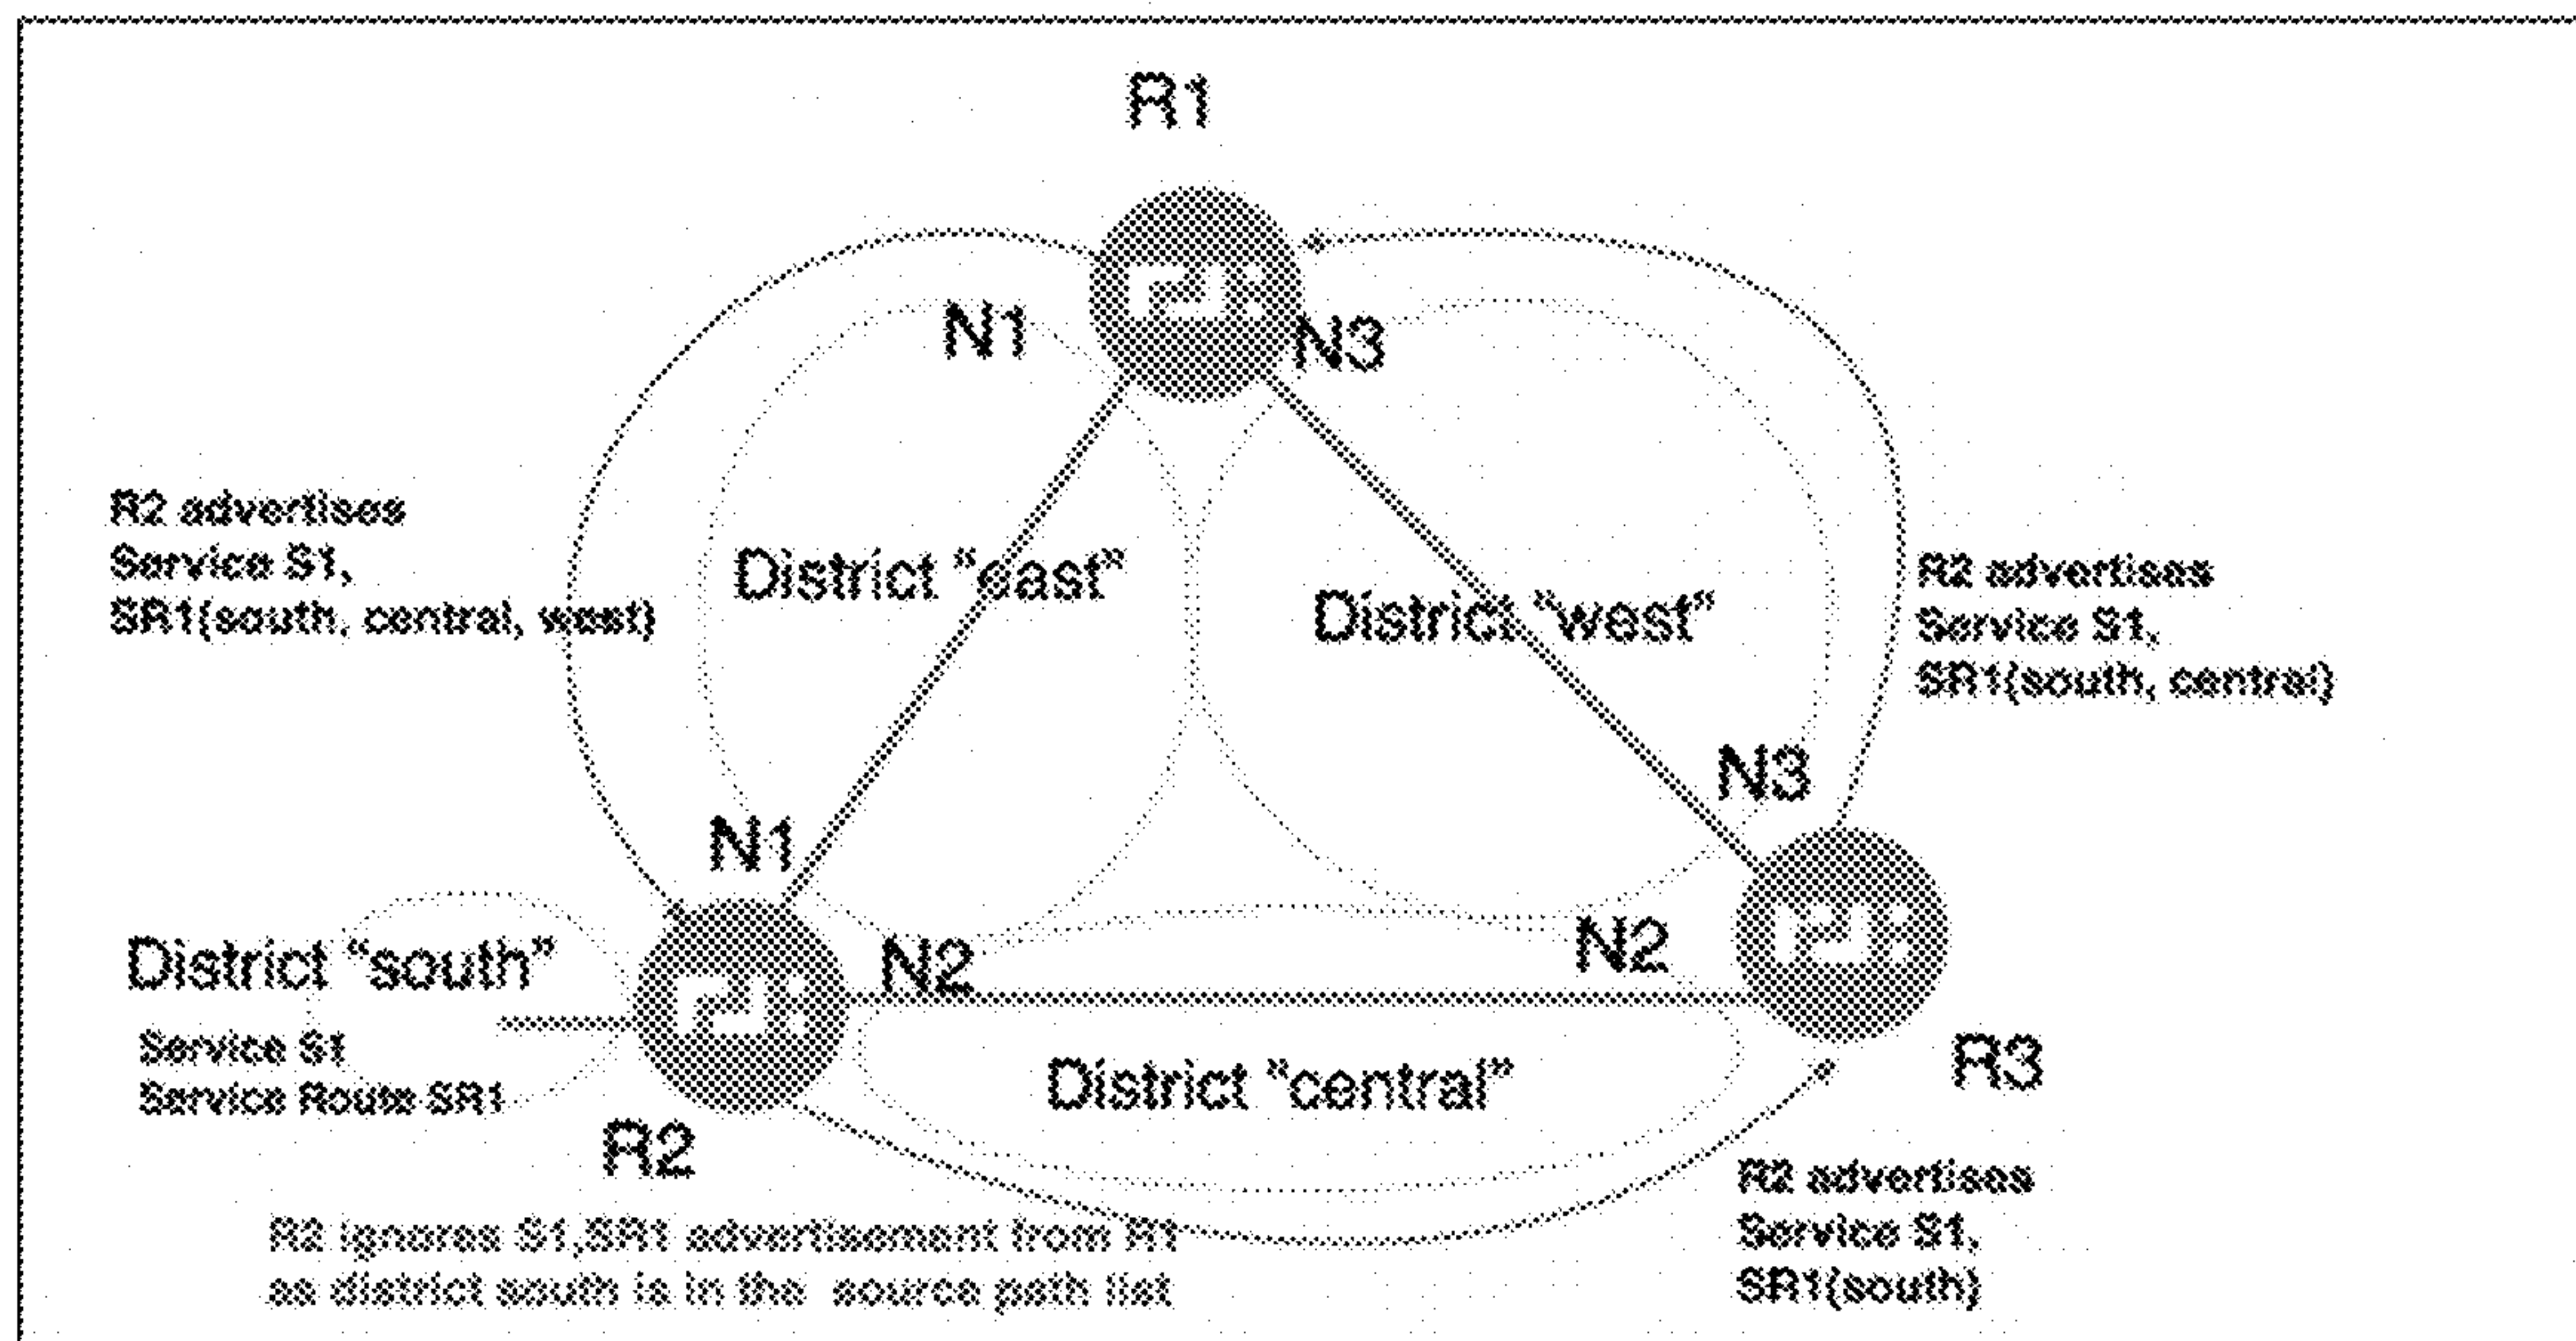 R1
N1
N3
R2 advertises
Service S1,
SR1(south, central, west)
District "east"
District "west"
R2 advertises
Service S1,
SR1(south, central)
N3
N1
N2
N2
District "south"
Service S1
Service Route SR1
District "central"
R3
R2
R2 advertises
Service S1,
SR1(south)
R2 ignores S1,SR1 advertisement from R1
as district south is in the source path list